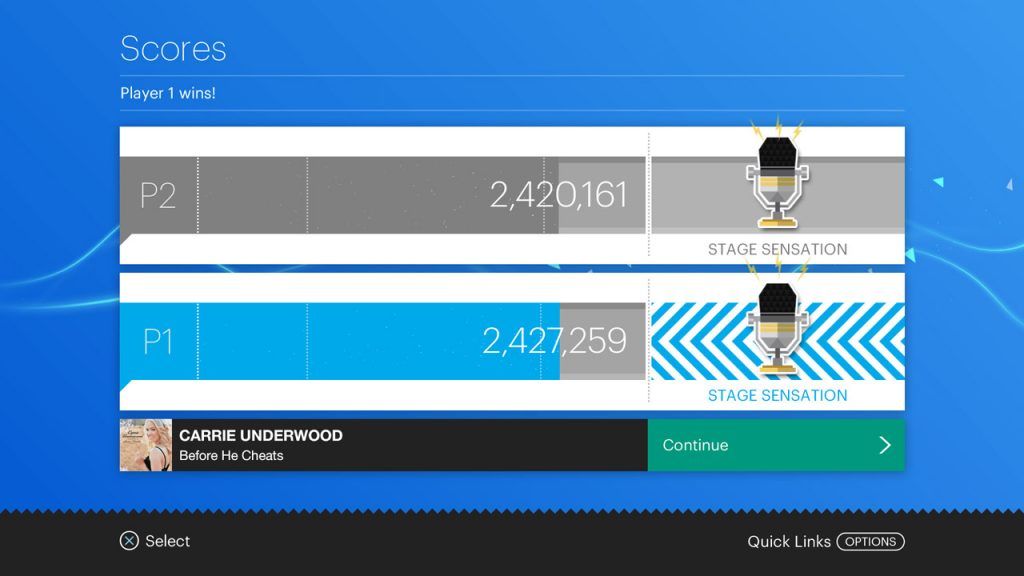 Scores
Player 1 wins!
P2
2,420,161
STAGE SENSATION
P1
2,427,259
STAGE SENSATION
CARRIE UNDERWOOD
Before He Cheats
Continue
Select
Quick Links OPTIONS